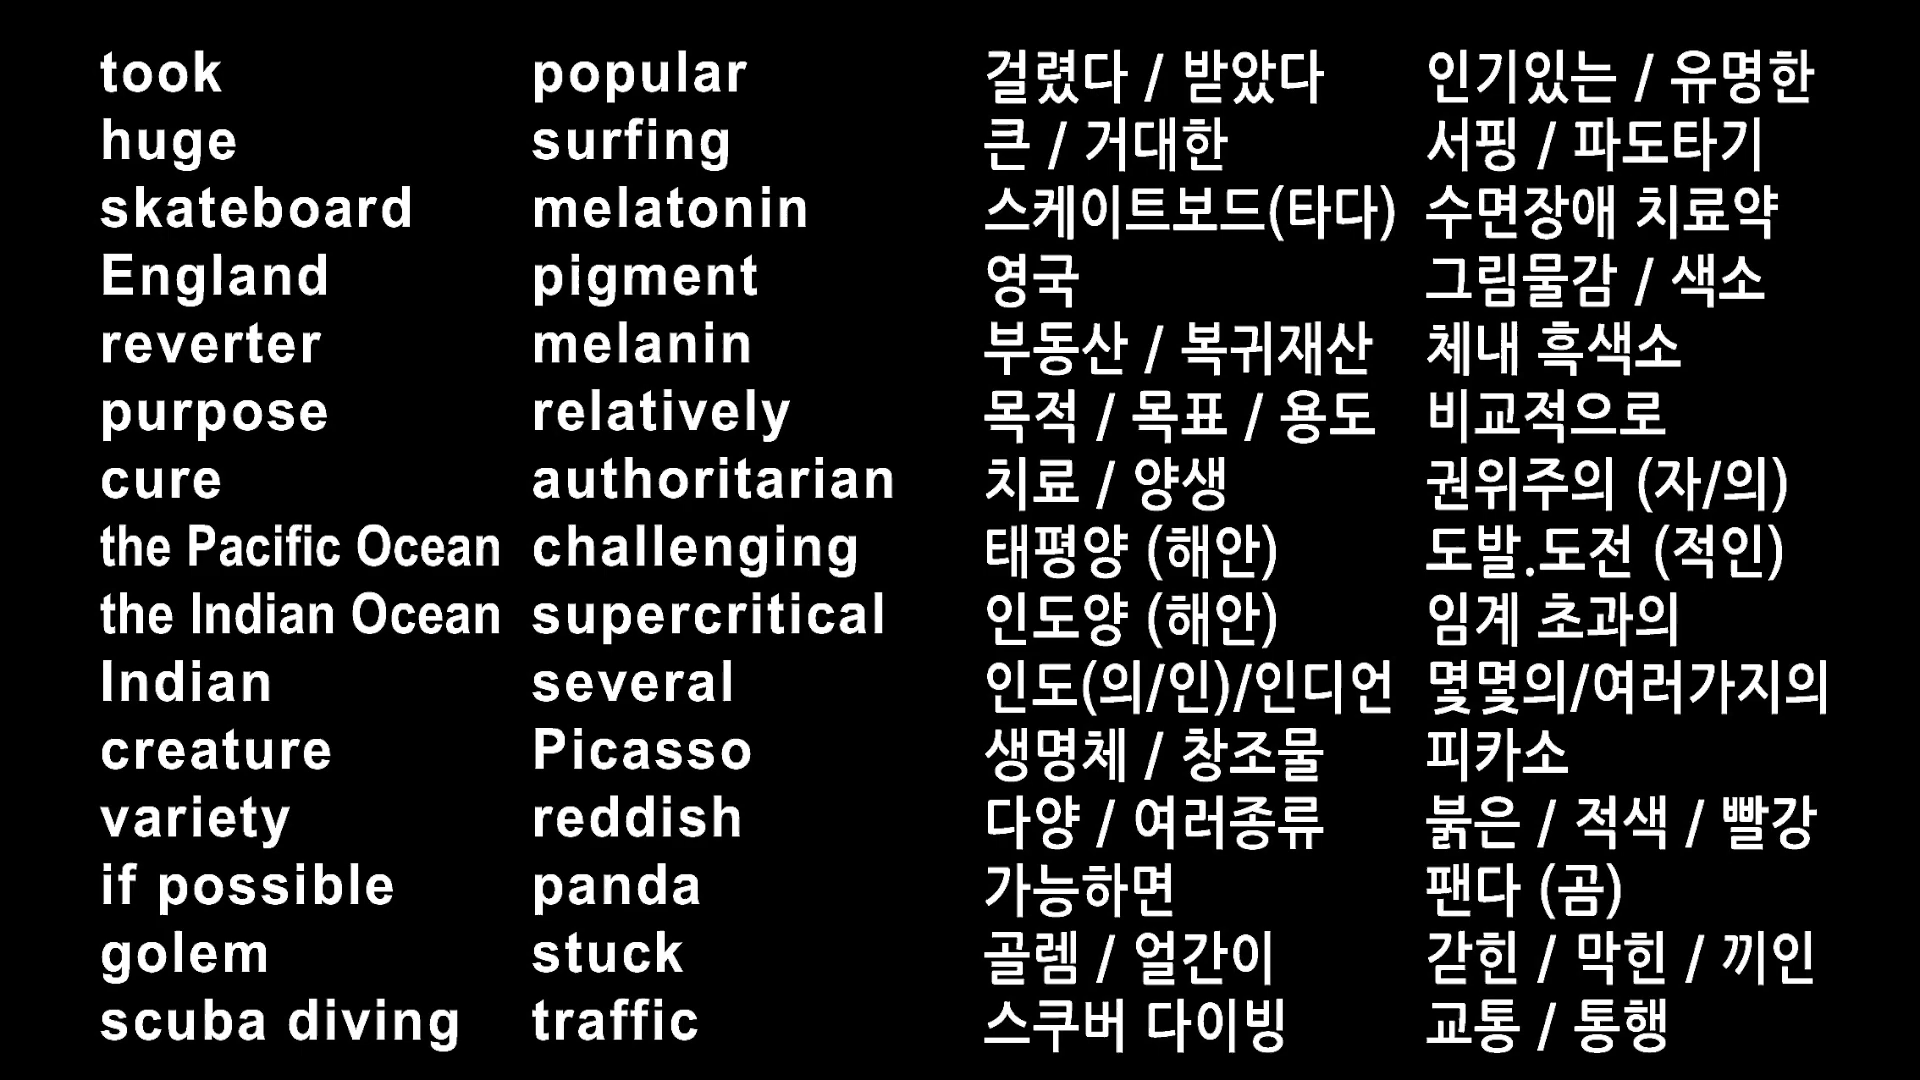 took popular 걸렸다 / 받았다 인기있는 / 유명한
huge surfing 큰 / 거대한 서핑 / 파도타기
skateboard melatonin 스케이트보드(타다) 수면장애 치료약
England pigment 영국 그림물감 / 색소
reverter melanin 부동산 / 복귀재산 체내 흑색소
purpose relatively 목적 / 목표 / 용도 비교적으로
cure authoritarian 치료 / 양생 권위주의 (자/의)
the Pacific Ocean challenging 태평양 (해안) 도발.도전 (적인)
the Indian Ocean supercritical 인도양 (해안) 임계 초과의
Indian several 인도(의/인)/인디언 몇몇의/여러가지의
creature Picasso 생명체 / 창조물 피카소
variety reddish 다양 / 여러종류 붉은 / 적색 / 빨강
if possible panda 가능하면 팬다 (곰)
golem stuck 골렘 / 얼간이 갇힌 / 막힌 / 끼인
scuba diving traffic 스쿠버 다이빙 교통 / 통행